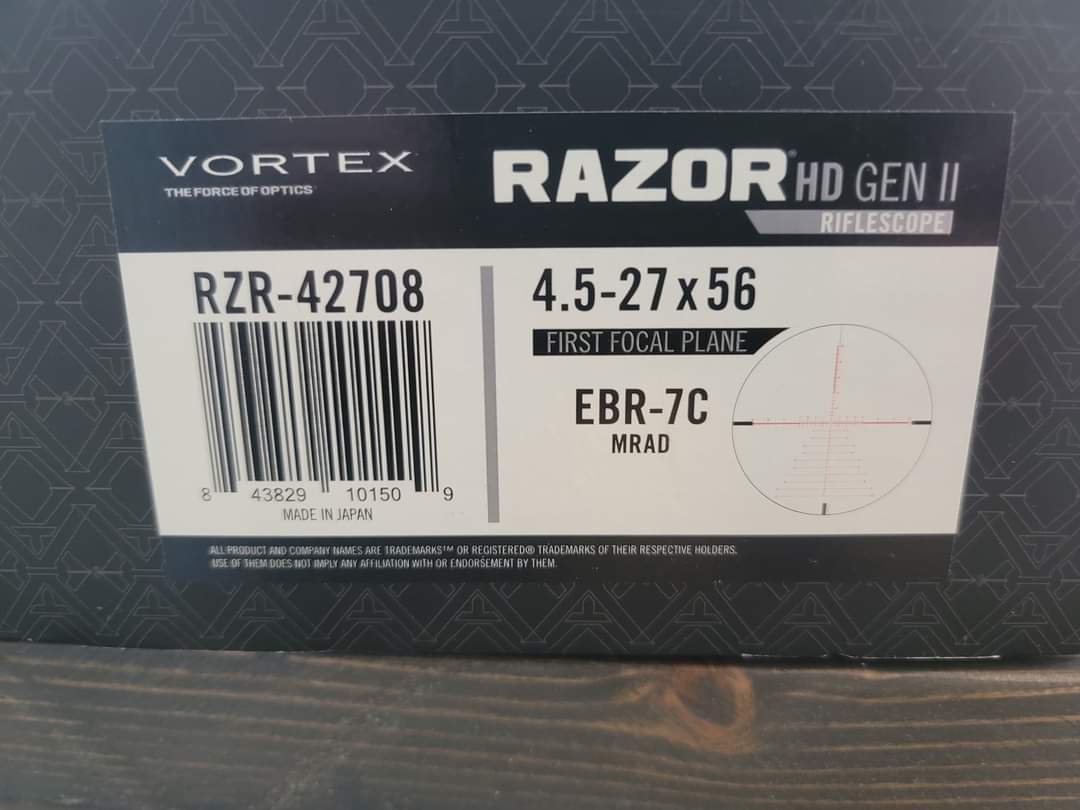 VORTEX
THE FORCE OF OPTICS
RAZOR® HD GEN II
RIFLESCOPE
RZR-42708
8 43829 10150 9
MADE IN JAPAN
4.5-27x56
FIRST FOCAL PLANE
EBR-7C
MRAD
ALL PRODUCT AND COMPANY NAMES ARE TRADEMARKS™ OR REGISTERED® TRADEMARKS OF THEIR RESPECTIVE HOLDERS.
USE OF THEM DOES NOT IMPLY ANY AFFILIATION WITH OR ENDORSEMENT BY THEM.